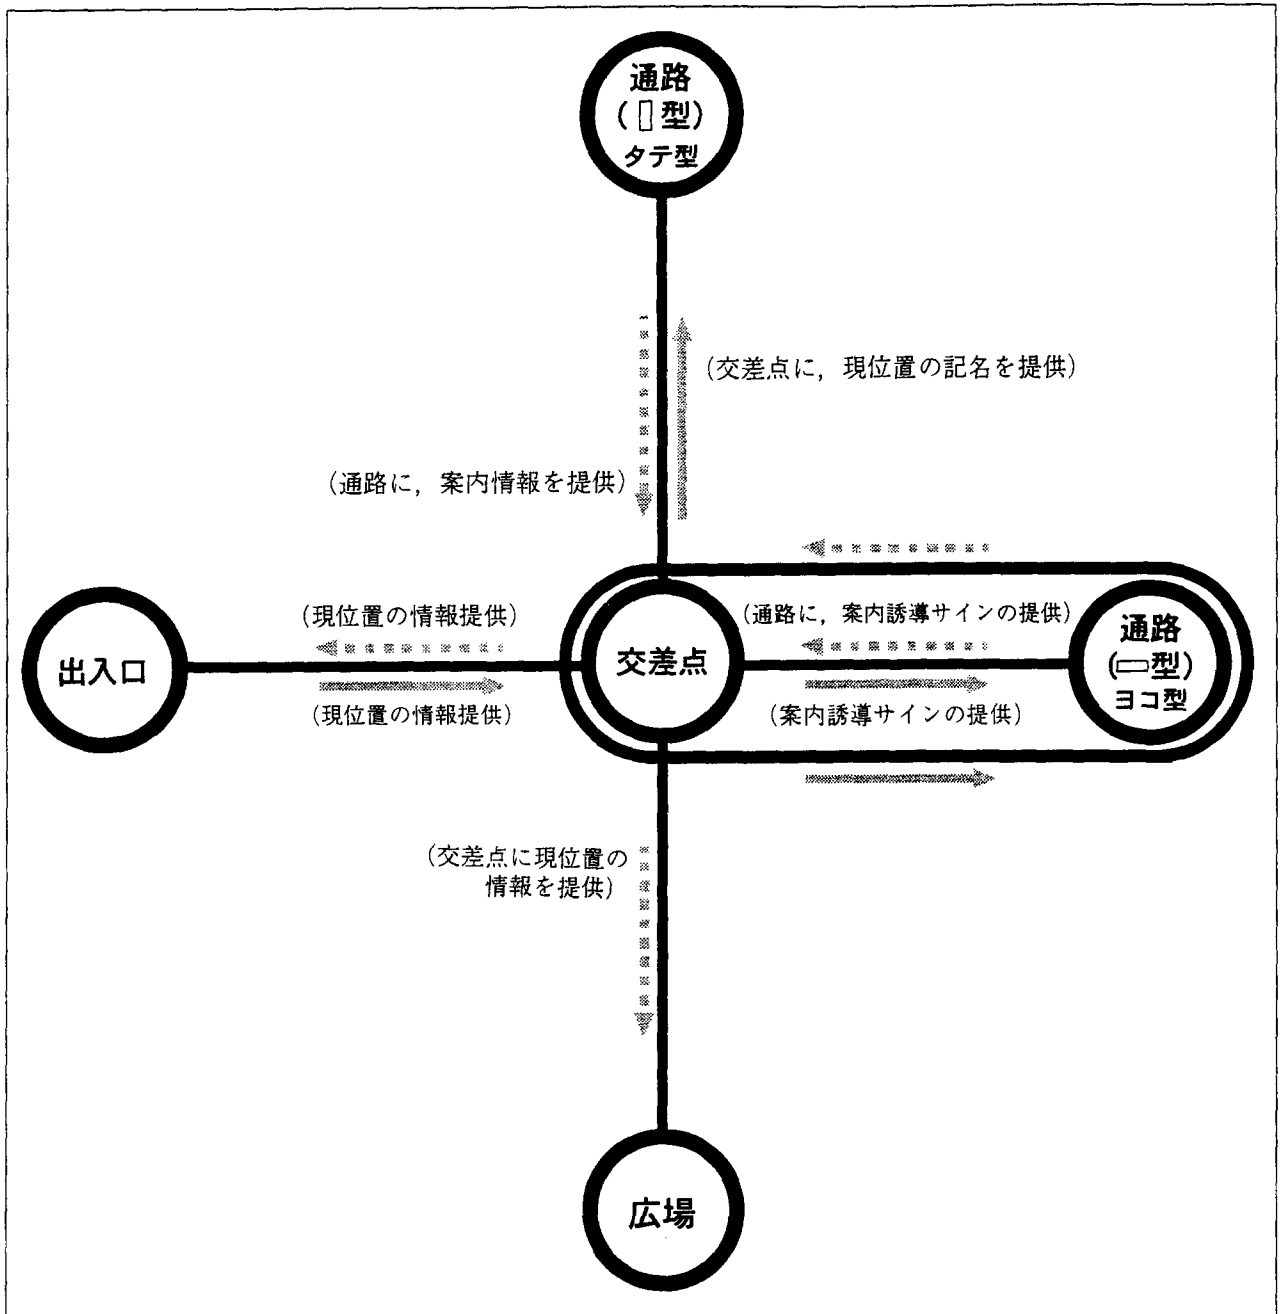 通路
(▯型)
タテ型
(交差点に,現位置の記名を提供)
(通路に,案内情報を提供)
(現位置の情報提供)
(通路に,案内誘導サインの提供)
出入口
交差点
通路
(▭型)
ヨコ型
(現位置の情報提供)
(案内誘導サインの提供)
(交差点に現位置の
情報を提供)
広場